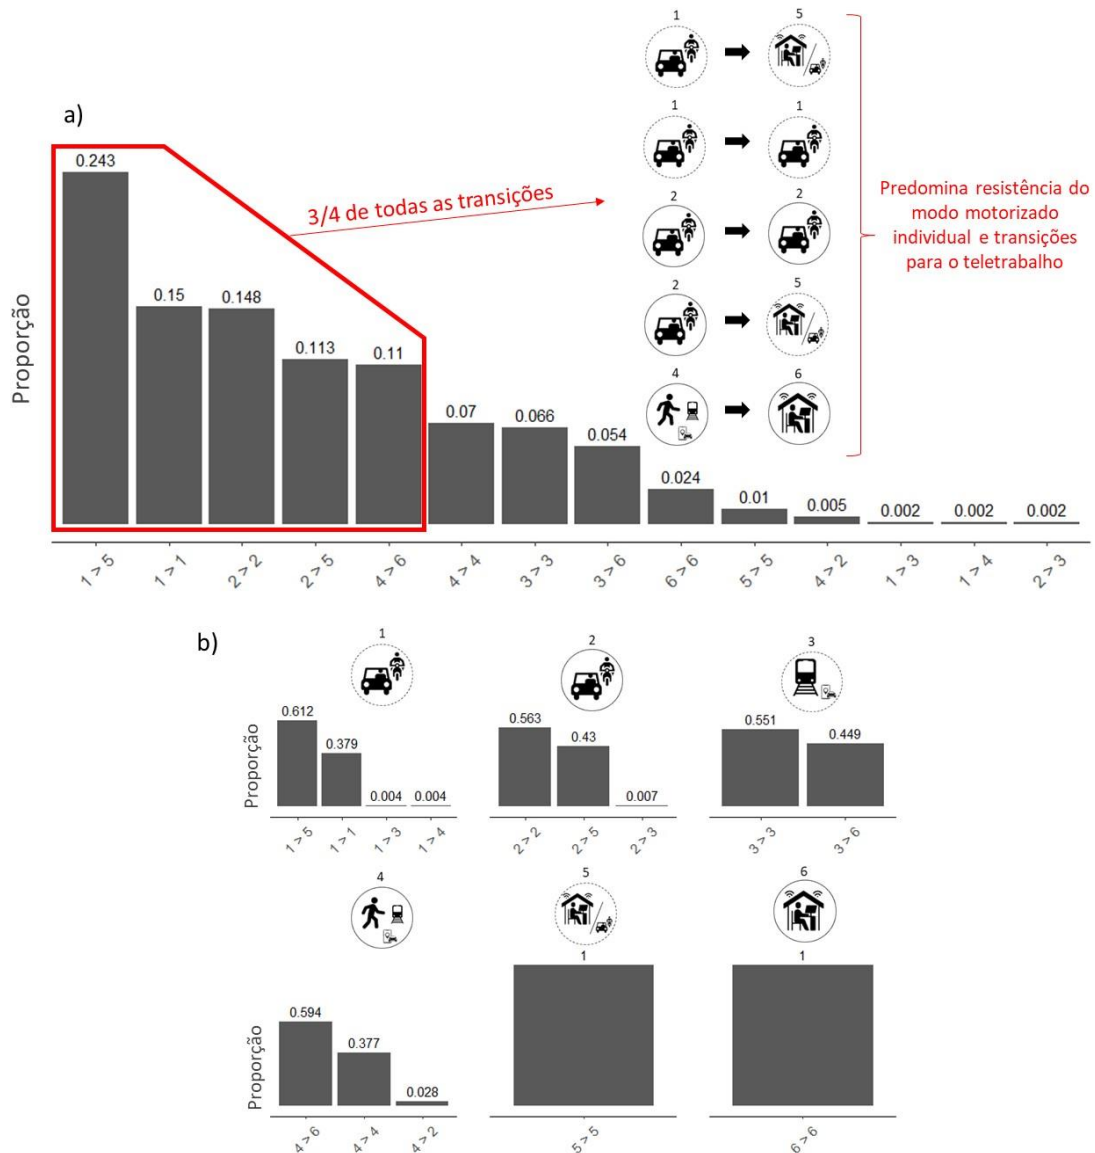 a)
Proporção
0.243
0.15
0.148
0.113
0.11
0.07
0.066
0.054
0.024
0.01
0.005
0.002
0.002
0.002
1 > 5
1 > 1
2 > 2
2 > 5
4 > 6
4 > 4
3 > 3
3 > 6
6 > 6
5 > 5
4 > 2
1 > 3
1 > 4
2 > 3
3/4 de todas as transições
1 5
1 1
2 2
2 5
4 6
Predomina resistência do
modo motorizado
individual e transições
para o teletrabalho
b)
Proporção
1
0.612
0.379
0.004
0.004
1 > 5
1 > 1
1 > 3
1 > 4
2
0.563
0.43
0.007
2 > 2
2 > 5
2 > 3
3
0.551
0.449
3 > 3
3 > 6
Proporção
4
0.594
0.377
0.028
4 > 6
4 > 4
4 > 2
5
1
5 > 5
6
1
6 > 6